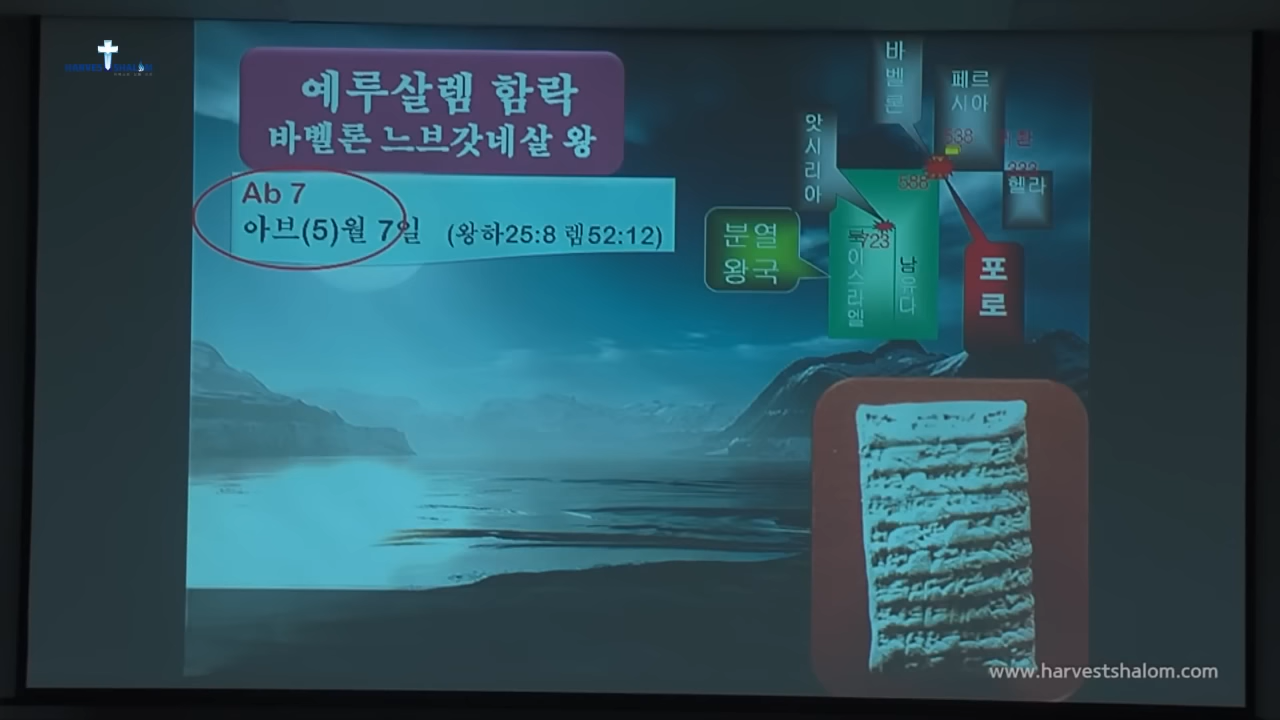 HARVEST SHALOM
예루살렘 함락
바벨론 느브갓네살 왕
Ab 7
아브(5)월 7일 (왕하25:8 렘52:12)
분열
왕국
앗시리아
바벨론
페르
시아
538
333
헬라
586
723
북이스라엘
남유다
포로
www.harvestshalom.com